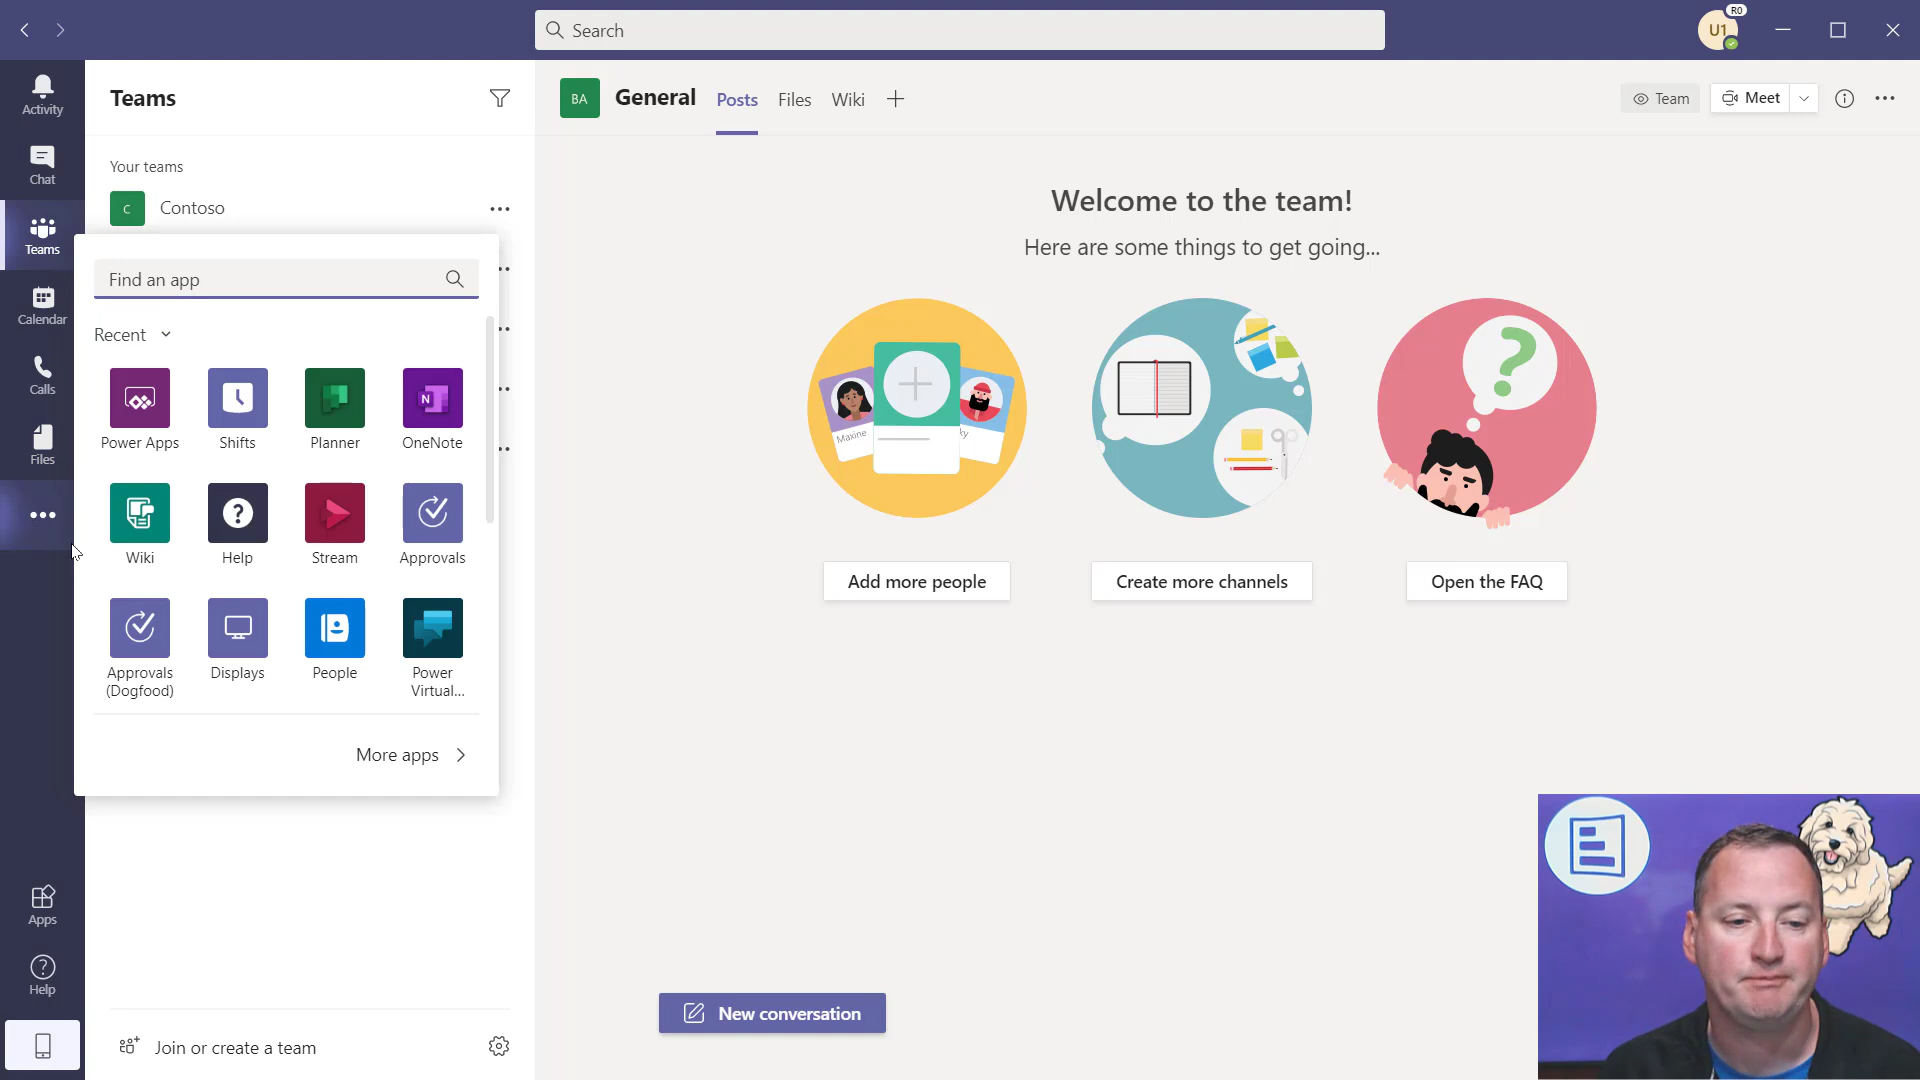 Search
U1
RO
Activity
Chat
Teams
Calendar
Calls
Files
Apps
Help
Teams
Your teams
C
Contoso
Find an app
Recent
Power Apps
Shifts
Planner
N
OneNote
Wiki
Help
Stream
Approvals
Approvals
(Dogfood)
Displays
People
Power
Virtual...
More apps
Join or create a team
BA
General
Posts
Files
Wiki
Team
Meet
Welcome to the team!
Here are some things to get going...
Maxine
ky
Add more people
Create more channels
Open the FAQ
New conversation